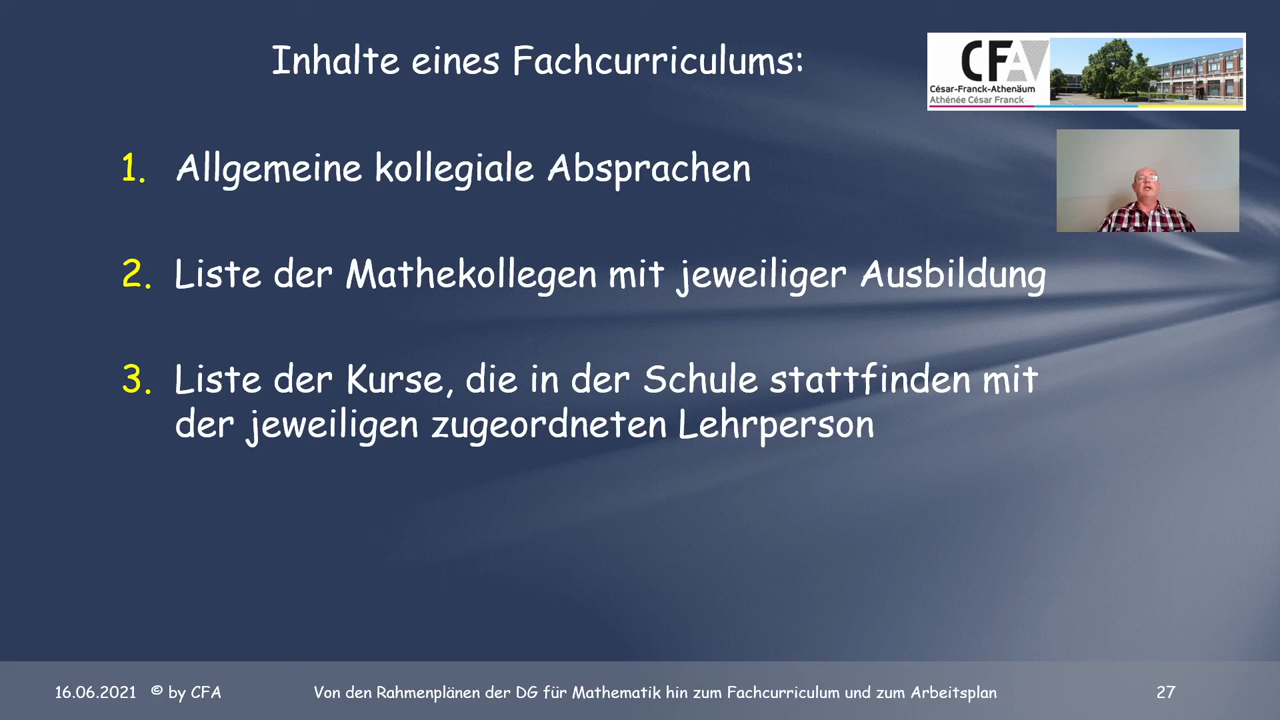 Inhalte eines Fachcurriculums:
CFA
César-Franck-Athenäum
Athénée César Franck
1. Allgemeine kollegiale Absprachen
2. Liste der Mathekollegen mit jeweiliger Ausbildung
3. Liste der Kurse, die in der Schule stattfinden mit
der jeweiligen zugeordneten Lehrperson
16.06.2021 © by CFA Von den Rahmenplänen der DG für Mathematik hin zum Fachcurriculum und zum Arbeitsplan 27